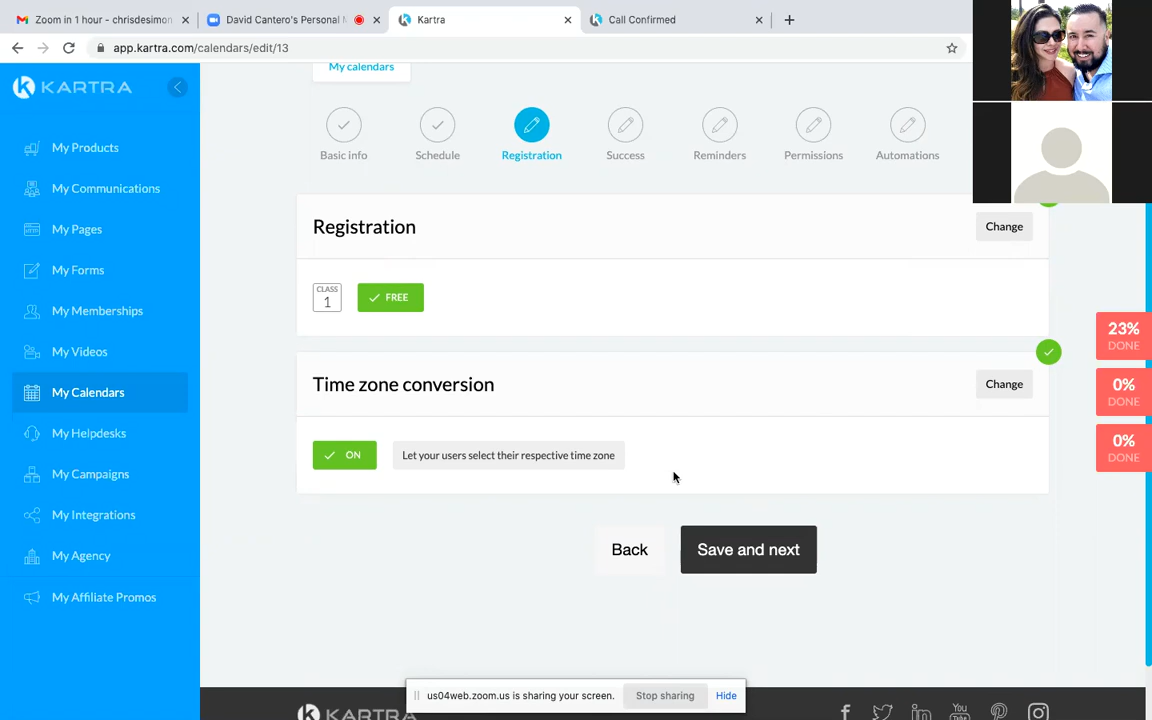 Zoom in 1 hour - chrisdesimon
David Cantero's Personal M
Kartra
Call Confirmed
app.kartra.com/calendars/edit/13
KARTRA
My Products
My Communications
My Pages
My Forms
My Memberships
My Videos
My Calendars
My Helpdesks
My Campaigns
My Integrations
My Agency
My Affiliate Promos
My calendars
Basic info
Schedule
Registration
Success
Reminders
Permissions
Automations
Registration
Change
CLASS
1
FREE
Time zone conversion
Change
ON
Let your users select their respective time zone
Back
Save and next
23%
DONE
0%
DONE
0%
DONE
us04web.zoom.us is sharing your screen.
Stop sharing
Hide
KARTRA
You